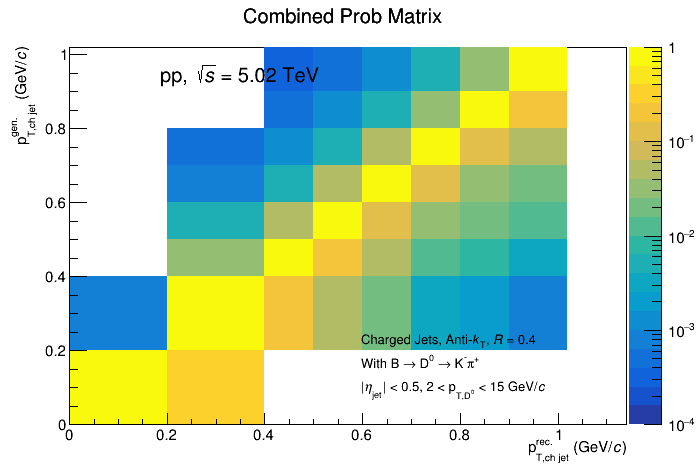 Combined Prob Matrix
p^gen._T,ch jet (GeV/c)
1
0.8
0.6
0.4
0.2
0
pp, √s = 5.02 TeV
Charged Jets, Anti-k_T, R = 0.4
With B → D^0 → K^-π^+
|η_jet| < 0.5, 2 < p_T,D^0 < 15 GeV/c
0 0.2 0.4 0.6 0.8 1
p^rec._T,ch jet (GeV/c)
1
10^−1
10^−2
10^−3
10^−4